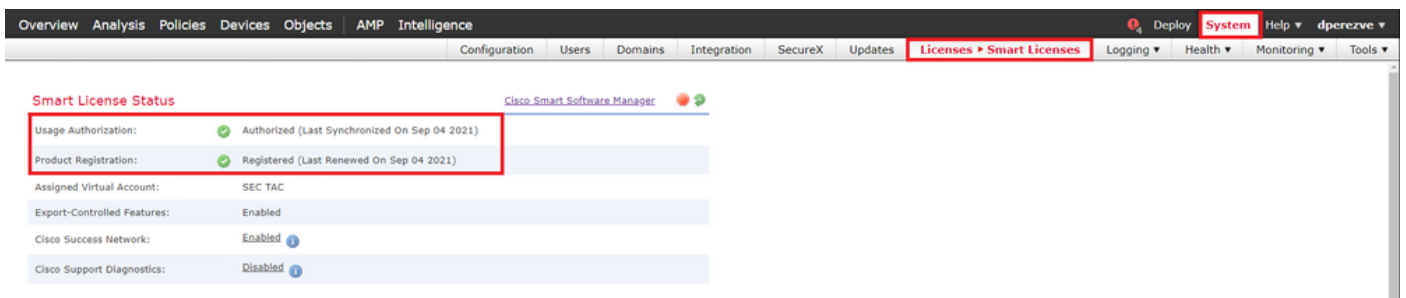 Overview Analysis Policies Devices Objects AMP Intelligence 4 Deploy System Help ▾ dperezve ▾
Configuration Users Domains Integration SecureX Updates Licenses ▸ Smart Licenses Logging ▾ Health ▾ Monitoring ▾ Tools ▾
Smart License Status Cisco Smart Software Manager
Usage Authorization: Authorized (Last Synchronized On Sep 04 2021)
Product Registration: Registered (Last Renewed On Sep 04 2021)
Assigned Virtual Account: SEC TAC
Export-Controlled Features: Enabled
Cisco Success Network: Enabled
Cisco Support Diagnostics: Disabled